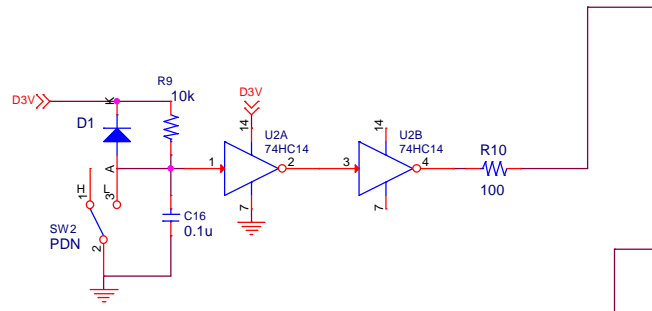 D3V
K
R9
10k
D1
A
H
1
L
3
SW2
PDN
2
C16
0.1u
D3V
14
U2A
74HC14
1
2
7
14
U2B
74HC14
3
4
7
R10
100